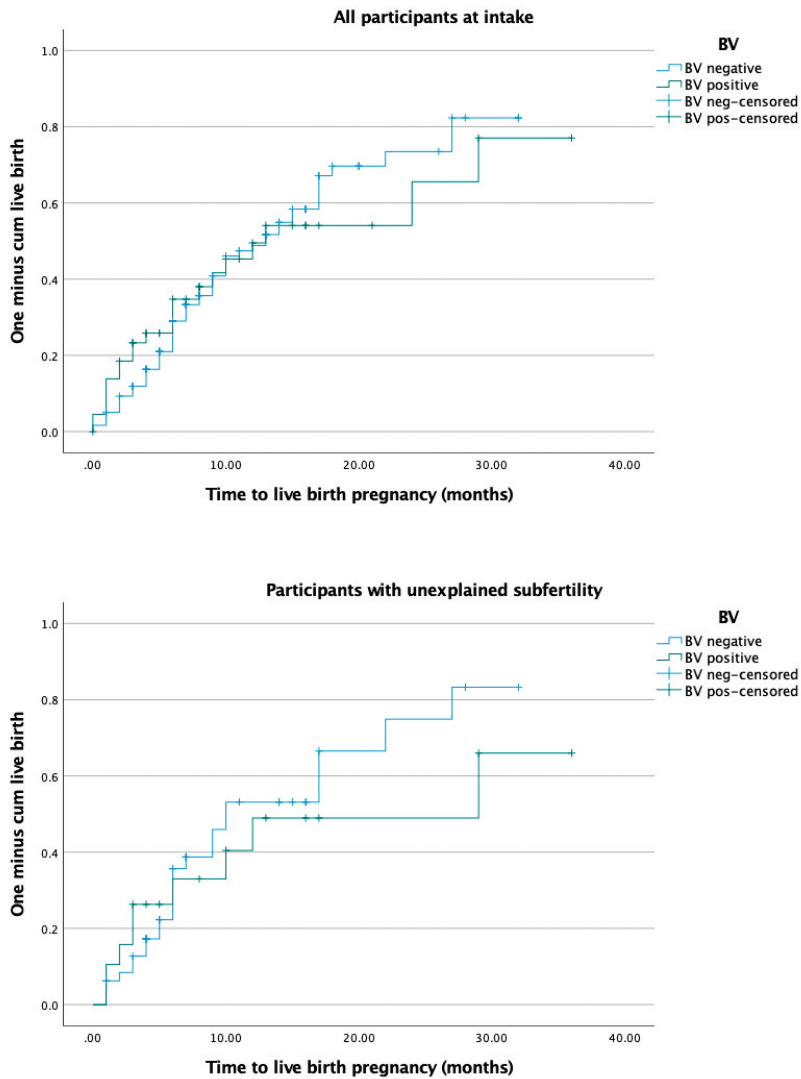 All participants at intake
One minus cum live birth
1.0
0.8
0.6
0.4
0.2
0.0
.00 10.00 20.00 30.00 40.00
Time to live birth pregnancy (months)
BV
BV negative
BV positive
BV neg-censored
BV pos-censored
Participants with unexplained subfertility
One minus cum live birth
1.0
0.8
0.6
0.4
0.2
0.0
.00 10.00 20.00 30.00 40.00
Time to live birth pregnancy (months)
BV
BV negative
BV positive
BV neg-censored
BV pos-censored